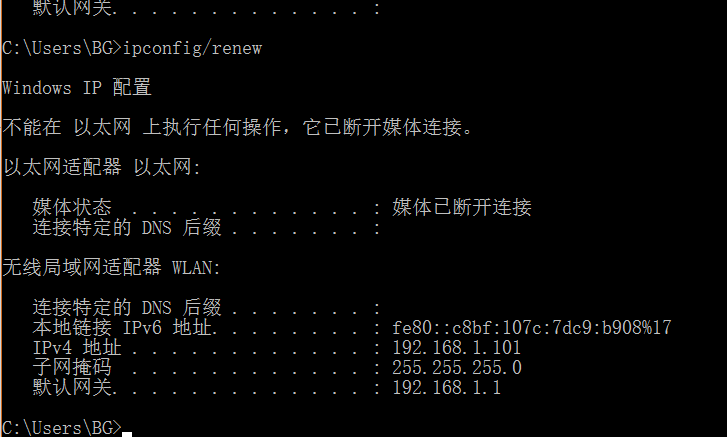 默认网关. . . . . . . . . . . . . :
C:\Users\BG>ipconfig/renew
Windows IP 配置
不能在 以太网 上执行任何操作，它已断开媒体连接。
以太网适配器 以太网:
媒体状态 . . . . . . . . . . . . : 媒体已断开连接
连接特定的 DNS 后缀 . . . . . . . :
无线局域网适配器 WLAN:
连接特定的 DNS 后缀 . . . . . . . :
本地链接 IPv6 地址. . . . . . . . : fe80::c8bf:107c:7dc9:b908%17
IPv4 地址 . . . . . . . . . . . . : 192.168.1.101
子网掩码 . . . . . . . . . . . . : 255.255.255.0
默认网关. . . . . . . . . . . . . : 192.168.1.1
C:\Users\BG>